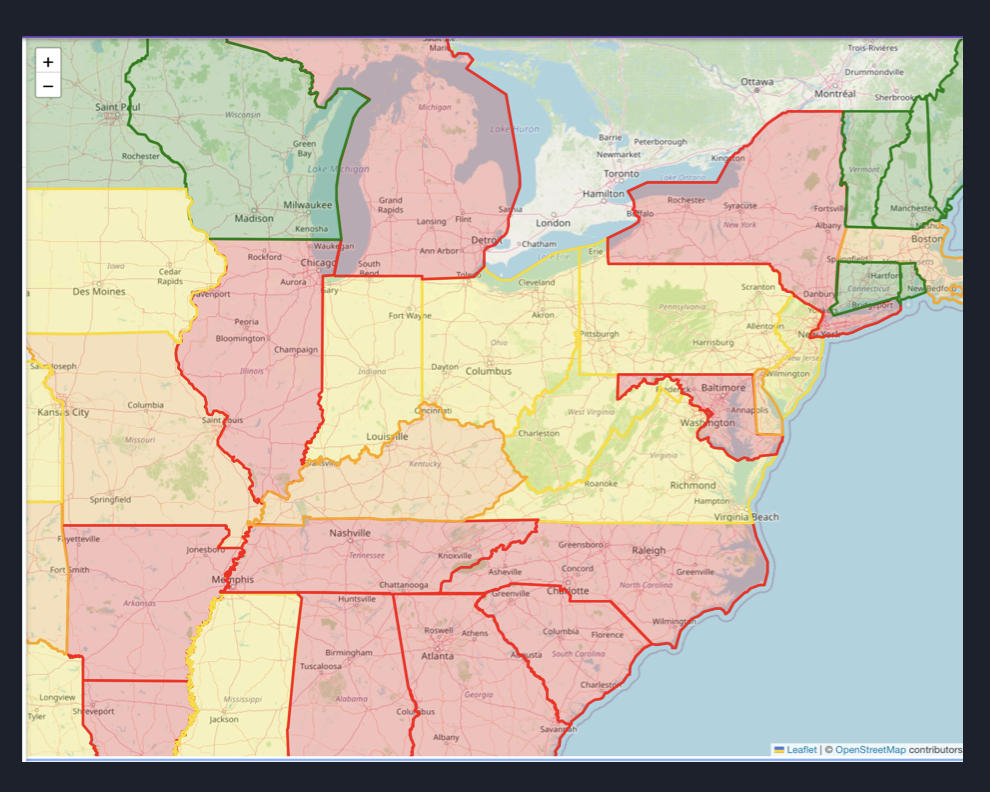 +
−
Marie
Trois-Rivières
Drummondville
Ottawa
Montréal
Sherbrooke
Saint Paul
Wisconsin
Michigan
Lake Huron
Barrie
Peterborough
Newmarket
Kingston
Rochester
Green
Bay
Lake Michigan
Toronto
Lake Ontario
Vermont
Hamilton
Grand
Rapids
Milwaukee
Madison
Kenosha
Lansing
Flint
Sarnia
London
Buffalo
Rochester
Syracuse
New York
Albany
Manchester
Boston
Waukegan
Detroit
Chatham
Ann Arbor
Rockford
Chicago
South
Bend
Toledo
Lake Erie
Erie
Cleveland
Iowa
Cedar
Rapids
Des Moines
Davenport
Aurora
Gary
Springfield
Hartford
Connecticut
New Bedford
Bridgeport
Danbury
Scranton
Peoria
Bloomington
Champaign
Illinois
Fort Wayne
Akron
Ohio
Pennsylvania
Pittsburgh
Allentown
Harrisburg
New York
New Jersey
Indiana
Dayton
Columbus
Wilmington
Baltimore
Frederick
Annapolis
Washington
Kansas City
Columbia
Saint Louis
Missouri
Cincinnati
Louisville
West Virginia
Charleston
Kentucky
Virginia
Roanoke
Richmond
Hampton
Virginia Beach
Springfield
Fayetteville
Jonesboro
Nashville
Tennessee
Knoxville
Greensboro
Raleigh
Fort Smith
Memphis
Chattanooga
Asheville
Concord
Greenville
North Carolina
Arkansas
Huntsville
Greenville
Charlotte
Wilmington
Roswell
Athens
Columbia
Florence
Birmingham
Tuscaloosa
Atlanta
Augusta
South Carolina
Charleston
Longview
Tyler
Shreveport
Mississippi
Jackson
Alabama
Georgia
Columbus
Albany
Savannah
Leaflet | © OpenStreetMap contributors